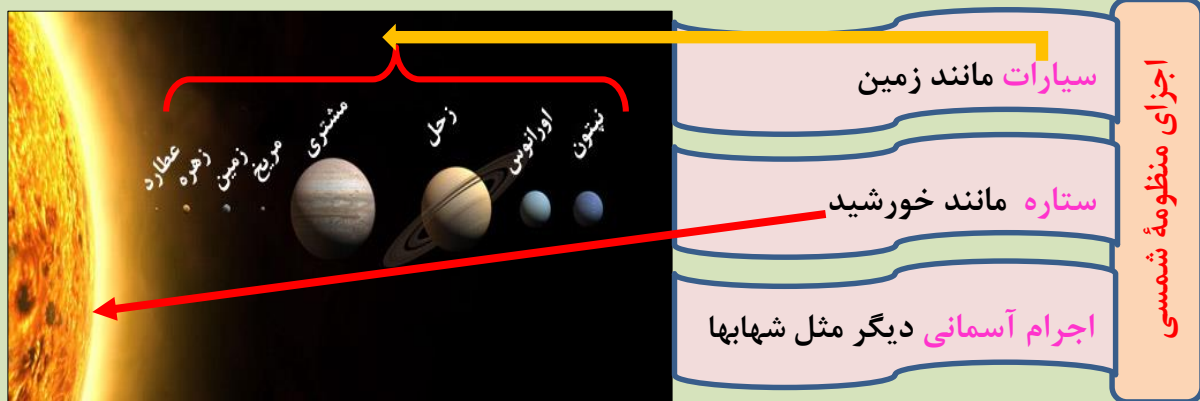 اجزای منظومۀ شمسی
سیارات مانند زمین
ستاره مانند خورشید
اجرام آسمانی دیگر مثل شهابها
نپتون
اورانوس
زحل
مشتری
مریخ
زمین
زهره
عطارد